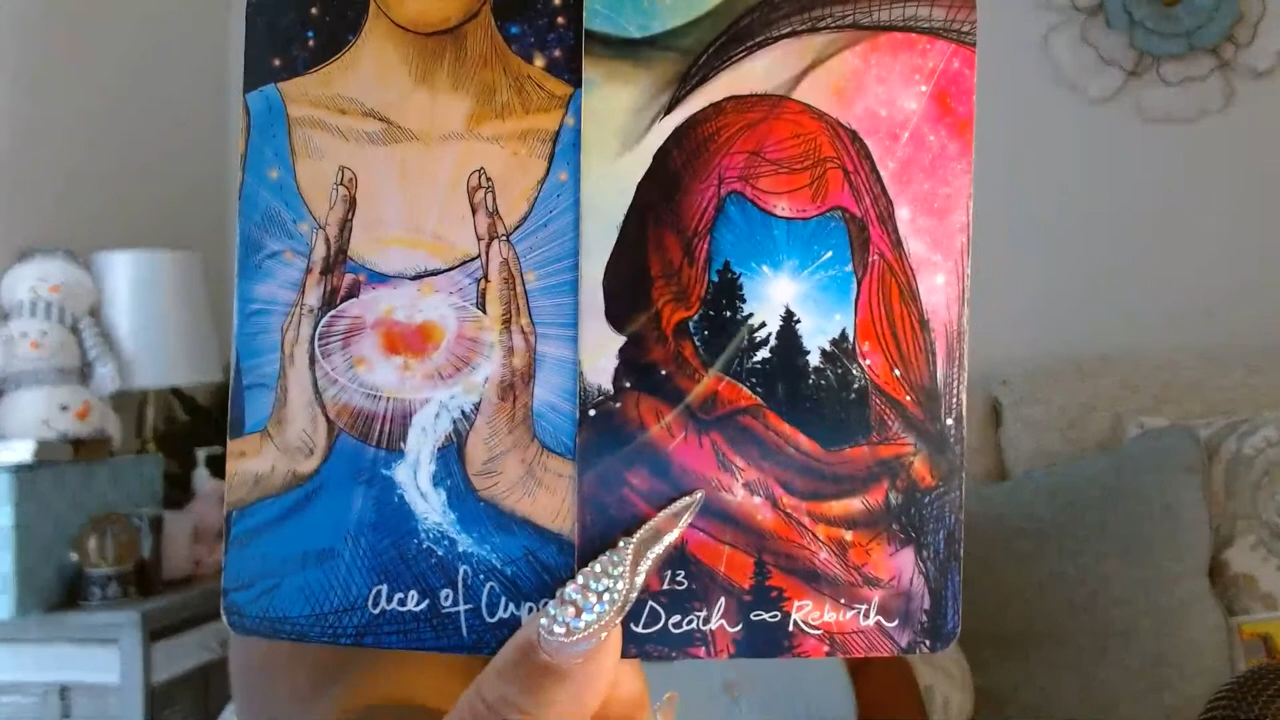 ace of
13
Death ∞ Rebirth